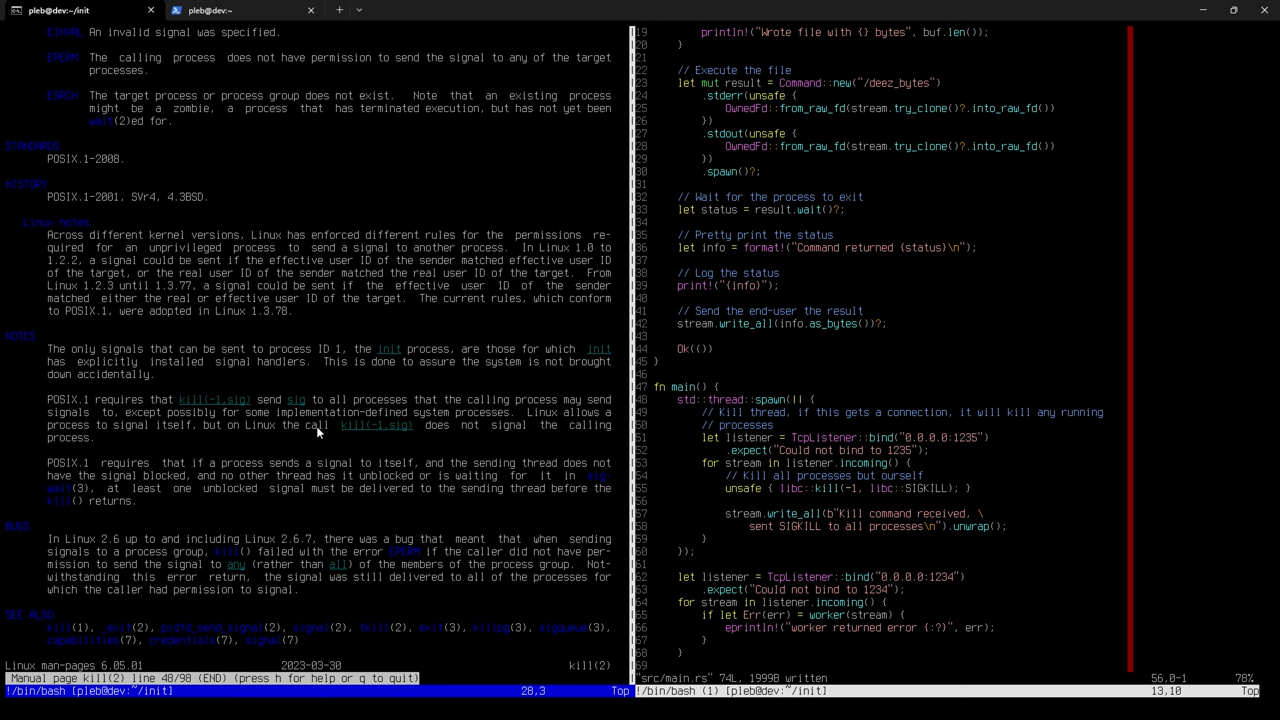 pleb@dev:~/init
pleb@dev:~
EINVAL An invalid signal was specified.
EPERM The calling process does not have permission to send the signal to any of the target
processes.
ESRCH The target process or process group does not exist. Note that an existing process
might be a zombie, a process that has terminated execution, but has not yet been
wait(2)ed for.
STANDARDS
POSIX.1-2008.
HISTORY
POSIX.1-2001, SVr4, 4.3BSD.
Linux notes
Across different kernel versions, Linux has enforced different rules for the permissions re-
quired for an unprivileged process to send a signal to another process. In Linux 1.0 to
1.2.2, a signal could be sent if the effective user ID of the sender matched effective user ID
of the target, or the real user ID of the sender matched the real user ID of the target. From
Linux 1.2.3 until 1.3.77, a signal could be sent if the effective user ID of the sender
matched either the real or effective user ID of the target. The current rules, which conform
to POSIX.1, were adopted in Linux 1.3.78.
NOTES
The only signals that can be sent to process ID 1, the init process, are those for which init
has explicitly installed signal handlers. This is done to assure the system is not brought
down accidentally.
POSIX.1 requires that kill(-1,sig) send sig to all processes that the calling process may send
signals to, except possibly for some implementation-defined system processes. Linux allows a
process to signal itself, but on Linux the call kill(-1,sig) does not signal the calling
process.
POSIX.1 requires that if a process sends a signal to itself, and the sending thread does not
have the signal blocked, and no other thread has it unblocked or is waiting for it in sig-
wait(3), at least one unblocked signal must be delivered to the sending thread before the
kill() returns.
BUGS
In Linux 2.6 up to and including Linux 2.6.7, there was a bug that meant that when sending
signals to a process group, kill() failed with the error EPERM if the caller did not have per-
mission to send the signal to any (rather than all) of the members of the process group. Not-
withstanding this error return, the signal was still delivered to all of the processes for
which the caller had permission to signal.
SEE ALSO
kill(1), _exit(2), pidfd_send_signal(2), signal(2), tkill(2), exit(3), killpg(3), sigqueue(3),
capabilities(7), credentials(7), signal(7)
Linux man-pages 6.05.01 2023-03-30 kill(2)
Manual page kill(2) line 48/98 (END) (press h for help or q to quit)
!/bin/bash [pleb@dev:~/init] 28,3 Top
19 println!("Wrote file with {} bytes", buf.len());
20 }
21
22 // Execute the file
23 let mut result = Command::new("/deez_bytes")
24 .stderr(unsafe {
25 OwnedFd::from_raw_fd(stream.try_clone()?.into_raw_fd())
26 })
27 .stdout(unsafe {
28 OwnedFd::from_raw_fd(stream.try_clone()?.into_raw_fd())
29 })
30 .spawn()?;
31
32 // Wait for the process to exit
33 let status = result.wait()?;
34
35 // Pretty print the status
36 let info = format!("Command returned {status}\n");
37
38 // Log the status
39 print!("{info}");
40
41 // Send the end-user the result
42 stream.write_all(info.as_bytes())?;
43
44 Ok(())
45 }
46
47 fn main() {
48 std::thread::spawn(|| {
49 // Kill thread, if this gets a connection, it will kill any running
50 // processes
51 let listener = TcpListener::bind("0.0.0.0:1235")
52 .expect("Could not bind to 1235");
53 for stream in listener.incoming() {
54 // Kill all processes but ourself
55 unsafe { libc::kill(-1, libc::SIGKILL); }
56
57 stream.write_all(b"Kill command received, \
58 sent SIGKILL to all processes\n").unwrap();
59 }
60 });
61
62 let listener = TcpListener::bind("0.0.0.0:1234")
63 .expect("Could not bind to 1234");
64 for stream in listener.incoming() {
65 if let Err(err) = worker(stream) {
66 eprintln!("worker returned error {:?}", err);
67 }
68 }
69
"src/main.rs" 74L, 1999B written 56,0-1 78%
!/bin/bash (1) [pleb@dev:~/init] 13,10 Top